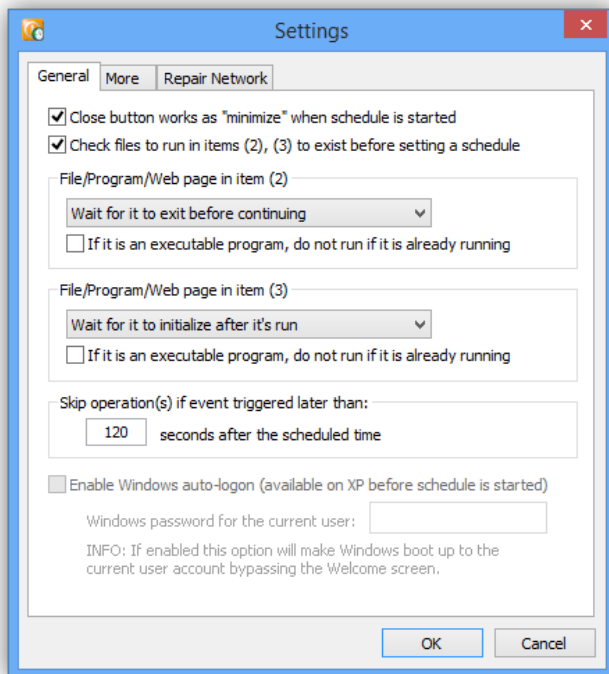 Settings
General More Repair Network
Close button works as "minimize" when schedule is started
Check files to run in items (2), (3) to exist before setting a schedule
File/Program/Web page in item (2)
Wait for it to exit before continuing
If it is an executable program, do not run if it is already running
File/Program/Web page in item (3)
Wait for it to initialize after it's run
If it is an executable program, do not run if it is already running
Skip operation(s) if event triggered later than:
120 seconds after the scheduled time
Enable Windows auto-logon (available on XP before schedule is started)
Windows password for the current user:
INFO: If enabled this option will make Windows boot up to the
current user account bypassing the Welcome screen.
OK Cancel